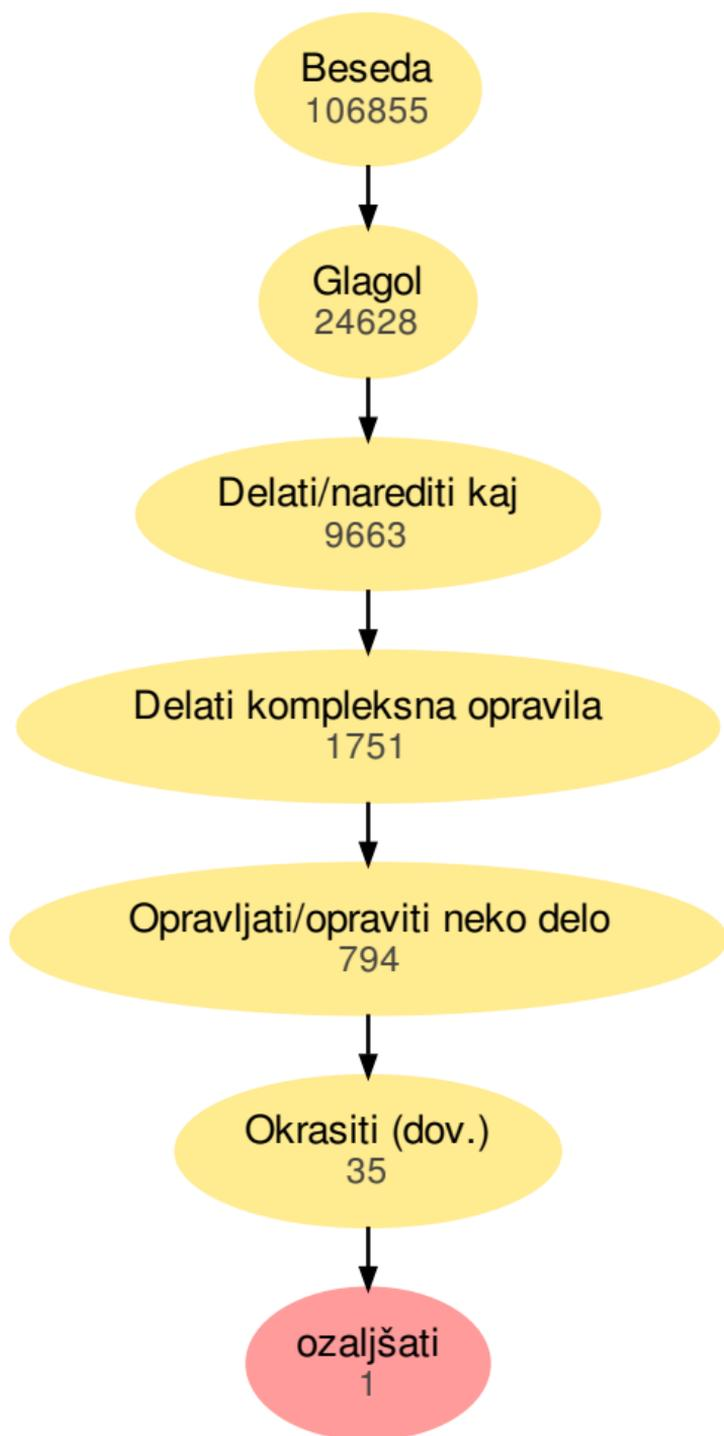 Beseda
106855
Glagol
24628
Delati/narediti kaj
9663
Delati kompleksna opravila
1751
Opravljati/opraviti neko delo
794
Okrasiti (dov.)
35
ozaljšati
1